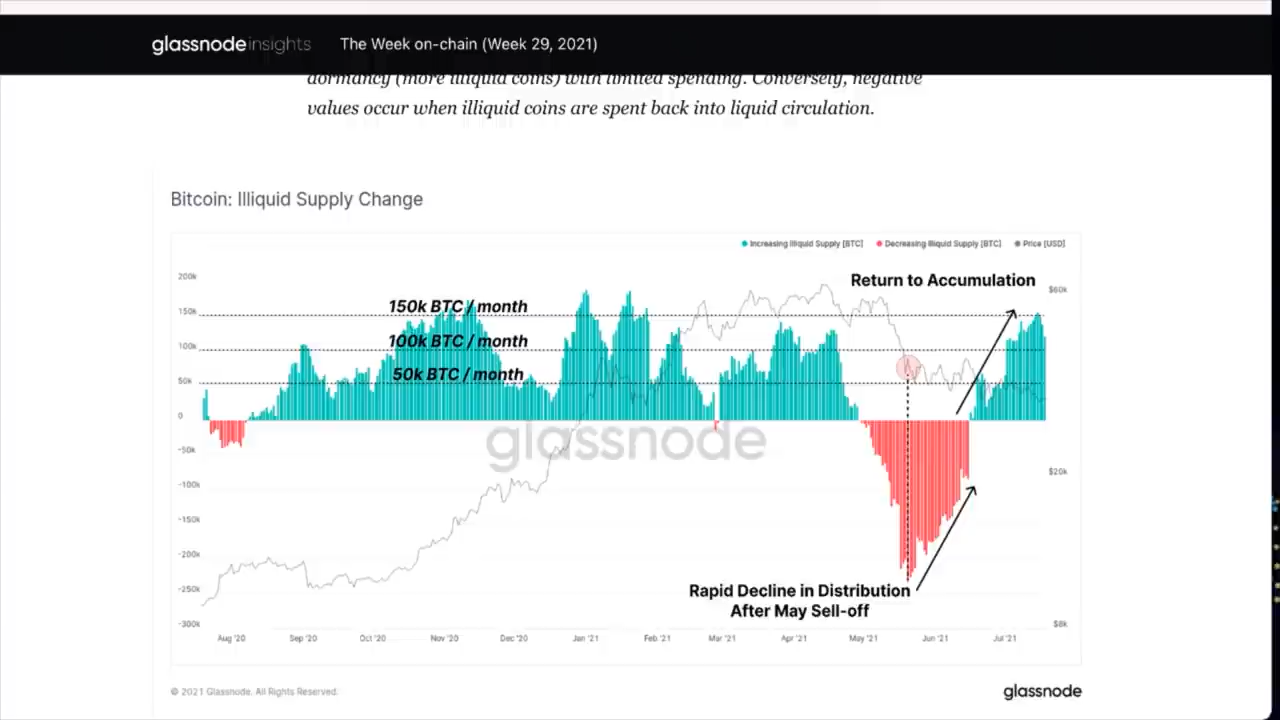 glassnodeinsights The Week on-chain (Week 29, 2021)
dormancy (more illiquid coins) with limited spending. Conversely, negative
values occur when illiquid coins are spent back into liquid circulation.
Bitcoin: Illiquid Supply Change
Increasing Illiquid Supply [BTC] Decreasing Illiquid Supply [BTC] Price [USD]
Return to Accumulation
200k
$60k
150k BTC / month
150k
100k BTC / month
100k
50k BTC / month
50k
0
glassnode
-50k
$20k
-100k
-150k
-200k
-250k
Rapid Decline in Distribution
After May Sell-off
-300k
$8k
Aug '20 Sep '20 Oct '20 Nov '20 Dec '20 Jan '21 Feb '21 Mar '21 Apr '21 May '21 Jun '21 Jul '21
© 2021 Glassnode. All Rights Reserved.
glassnode